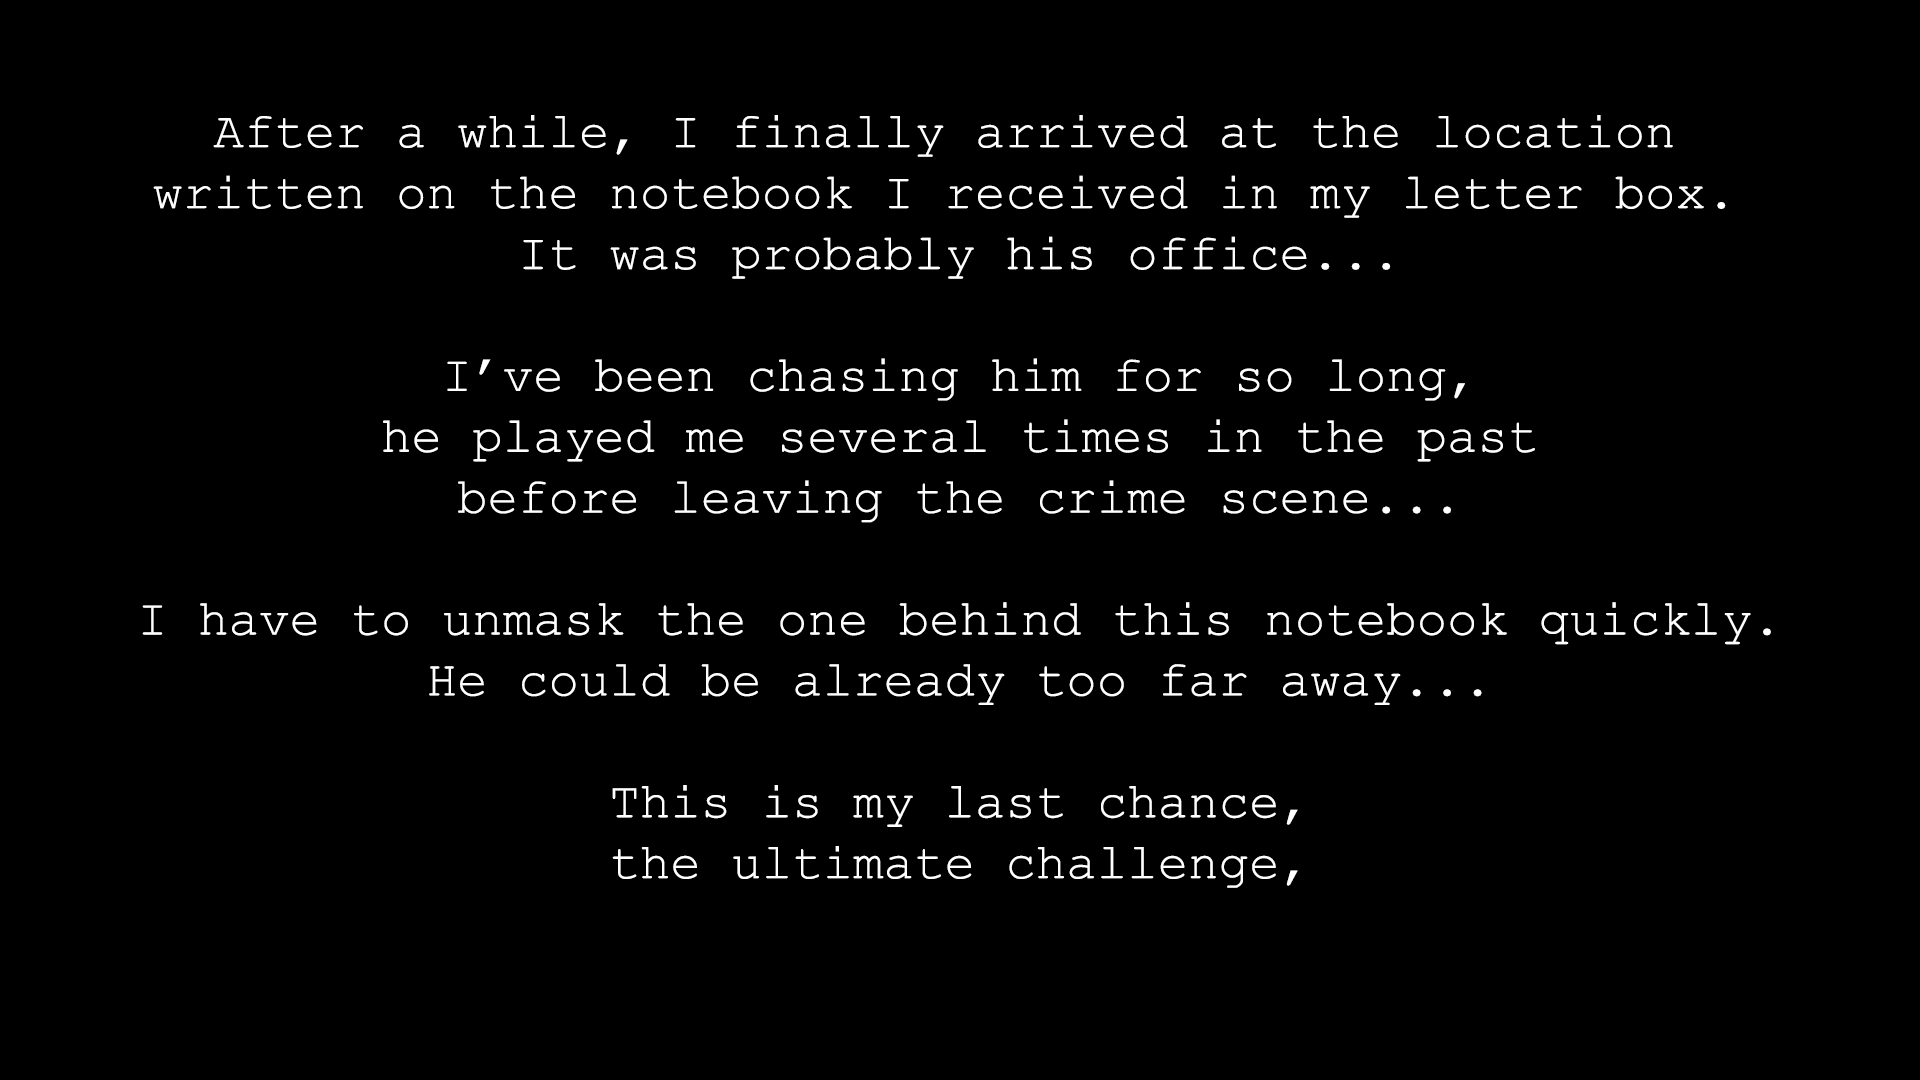 After a while, I finally arrived at the location
written on the notebook I received in my letter box.
It was probably his office...
I’ve been chasing him for so long,
he played me several times in the past
before leaving the crime scene...
I have to unmask the one behind this notebook quickly.
He could be already too far away...
This is my last chance,
the ultimate challenge,